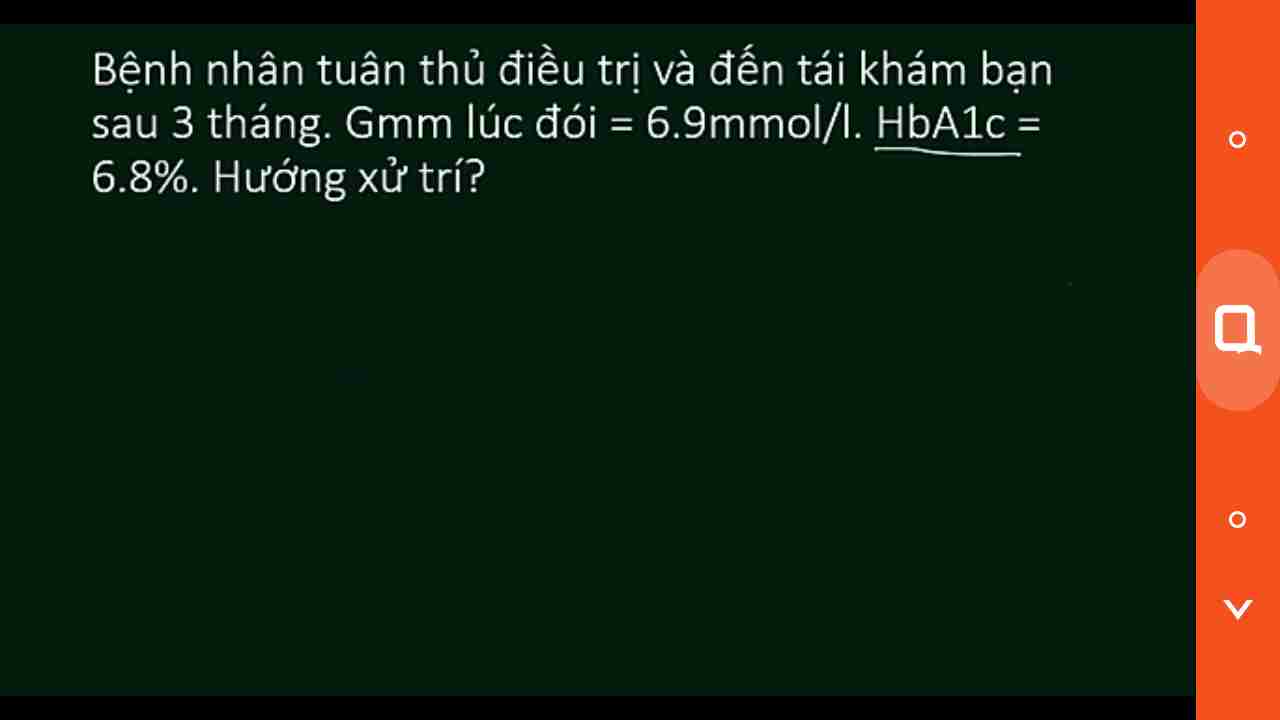 Bệnh nhân tuân thủ điều trị và đến tái khám bạn
sau 3 tháng. Gmm lúc đói = 6.9mmol/l. HbA1c =
6.8%. Hướng xử trí?